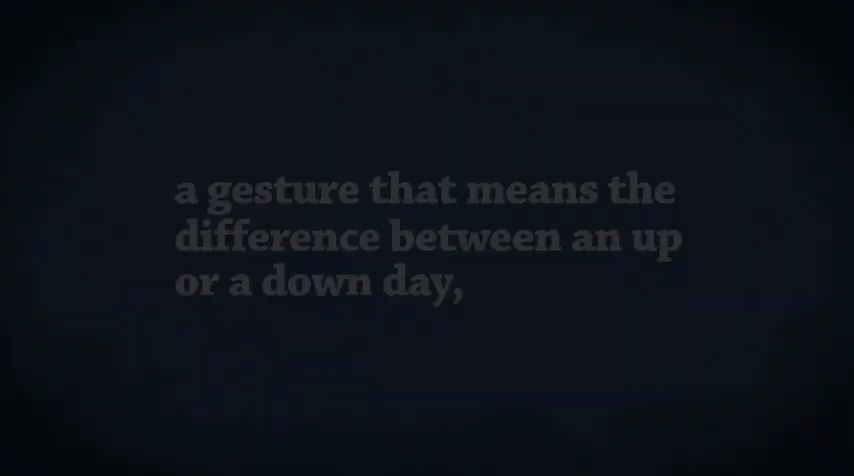 a gesture that means the
difference between an up
or a down day,